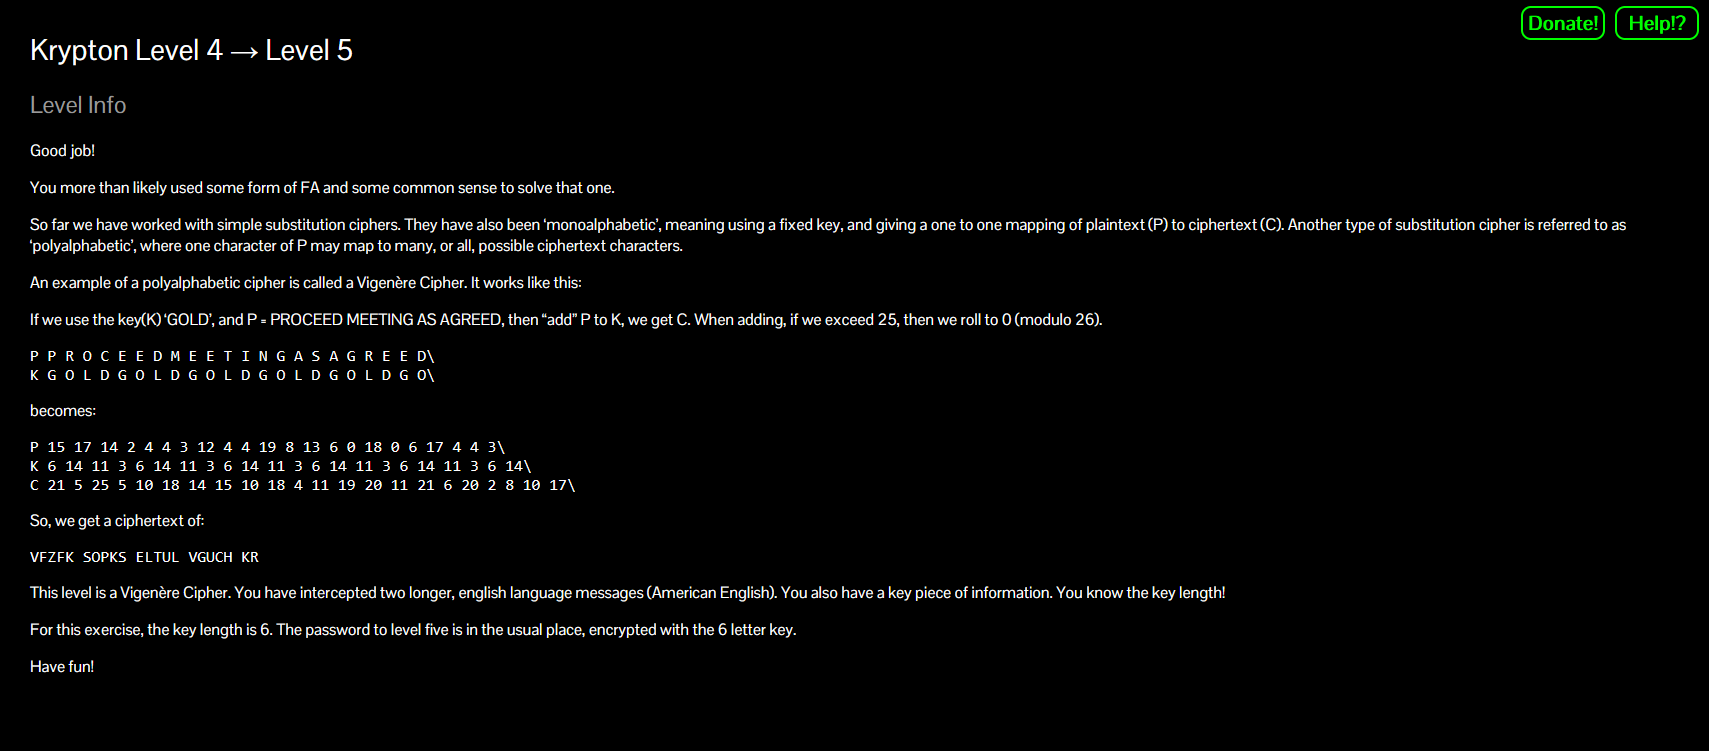 Donate! Help!?
Krypton Level 4 → Level 5
Level Info
Good job!
You more than likely used some form of FA and some common sense to solve that one.
So far we have worked with simple substitution ciphers. They have also been ‘monoalphabetic’, meaning using a fixed key, and giving a one to one mapping of plaintext (P) to ciphertext (C). Another type of substitution cipher is referred to as
‘polyalphabetic’, where one character of P may map to many, or all, possible ciphertext characters.
An example of a polyalphabetic cipher is called a Vigenère Cipher. It works like this:
If we use the key(K) ‘GOLD’, and P = PROCEED MEETING AS AGREED, then “add” P to K, we get C. When adding, if we exceed 25, then we roll to 0 (modulo 26).
P P R O C E E D M E E T I N G A S A G R E E D\
K G O L D G O L D G O L D G O L D G O L D G O\
becomes:
P 15 17 14 2 4 4 3 12 4 4 19 8 13 6 0 18 0 6 17 4 4 3\
K 6 14 11 3 6 14 11 3 6 14 11 3 6 14 11 3 6 14 11 3 6 14\
C 21 5 25 5 10 18 14 15 10 18 4 11 19 20 11 21 6 20 2 8 10 17\
So, we get a ciphertext of:
VFZFK SOPKS ELTUL VGUCH KR
This level is a Vigenère Cipher. You have intercepted two longer, english language messages (American English). You also have a key piece of information. You know the key length!
For this exercise, the key length is 6. The password to level five is in the usual place, encrypted with the 6 letter key.
Have fun!